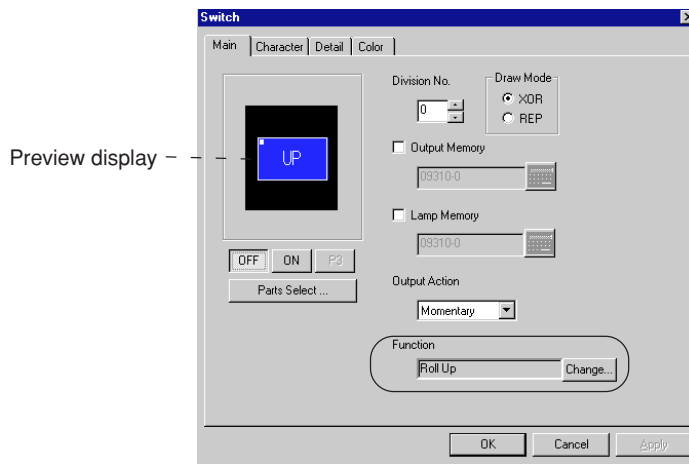 Switch
Main Character Detail Color
Preview display
UP
OFF ON P3
Parts Select ...
Division No.
0
Draw Mode
XOR
REP
Output Memory
09310-0
Lamp Memory
09310-0
Output Action
Momentary
Function
Roll Up Change...
OK Cancel Apply